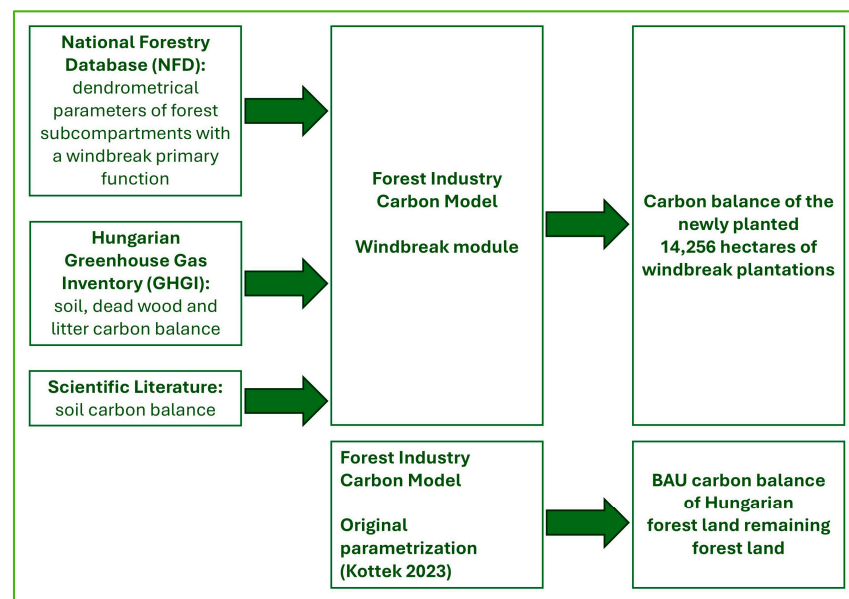 National Forestry
Database (NFD):
dendrometrical
parameters of forest
subcompartments with
a windbreak primary
function
Hungarian
Greenhouse Gas
Inventory (GHGI):
soil, dead wood and
litter carbon balance
Scientific Literature:
soil carbon balance
Forest Industry
Carbon Model
Windbreak module
Carbon balance of the
newly planted
14,256 hectares of
windbreak plantations
Forest Industry
Carbon Model
Original
parametrization
(Kottek 2023)
BAU carbon balance
of Hungarian
forest land remaining
forest land